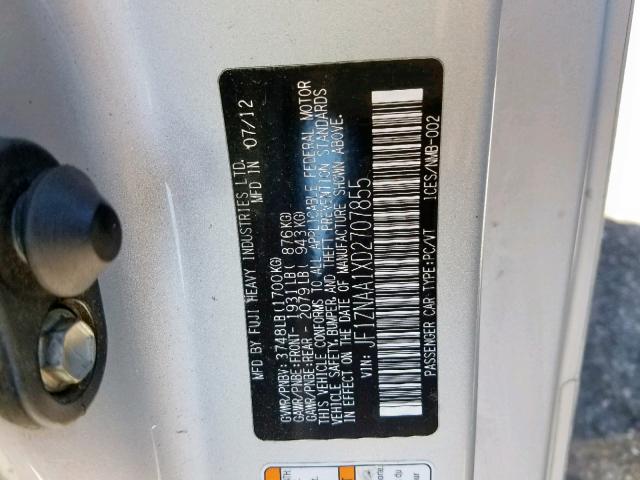 MFD BY FUJI HEAVY INDUSTRIES LTD.
MFD IN 07/12
GVWR/PNBV: 3748LB(1700KG)
GAWR/PNBE:FRONT- 1931LB( 876KG)
GAWR/PNBE:REAR - 2079LB( 943KG)
THIS VEHICLE CONFORMS TO ALL APPLICABLE FEDERAL MOTOR
VEHICLE SAFETY,BUMPER,AND THEFT PREVENTION STANDARDS
IN EFFECT ON THE DATE OF MANUFACTURE SHOWN ABOVE.
VIN: JF1ZNAA1XD2707855
PASSENGER CAR-TYPE:PC/VT ICES/NMB-002